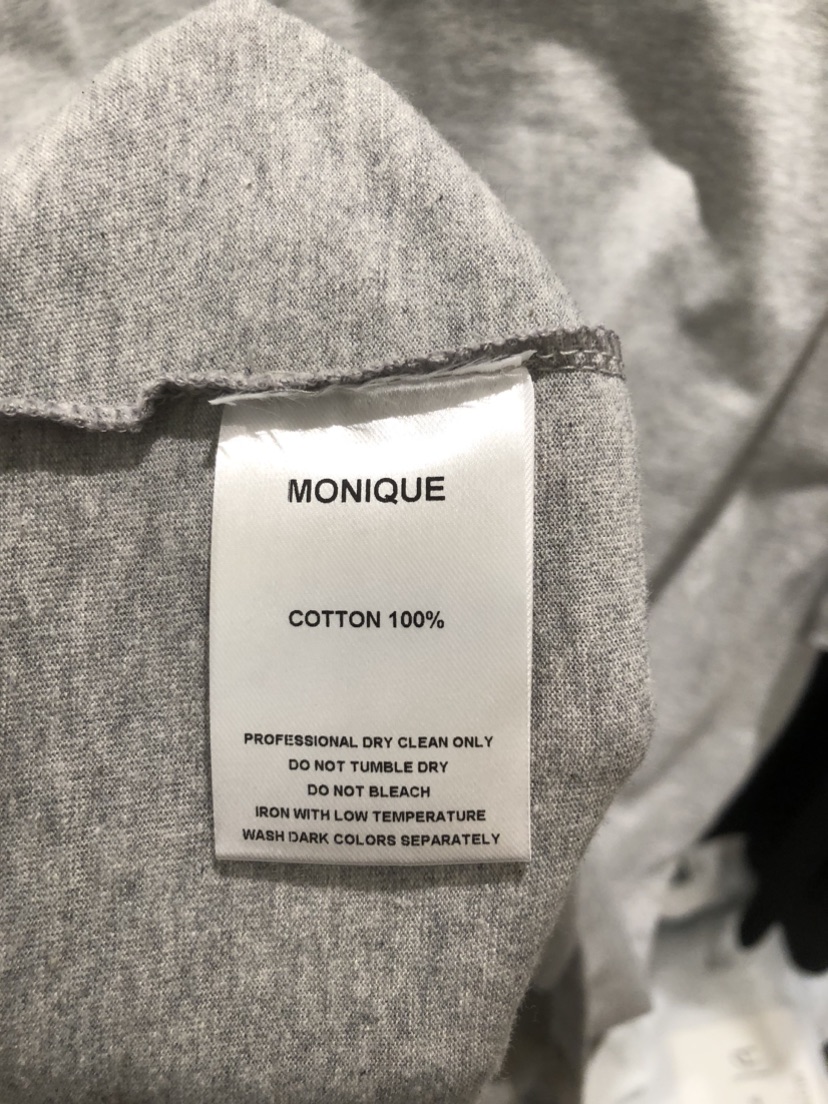 MONIQUE
COTTON 100%
PROFESSIONAL DRY CLEAN ONLY
DO NOT TUMBLE DRY
DO NOT BLEACH
IRON WITH LOW TEMPERATURE
WASH DARK COLORS SEPARATELY